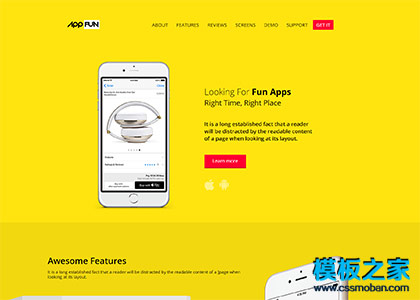 App FUN
ABOUT FEATURES REVIEWS SCREENS DEMO SUPPORT GET IT
Looking For Fun Apps
Right Time, Right Place
It is a long established fact that a reader
will be distracted by the readable content
of a page when looking at its layout.
Learn more
Awesome Features
It is a long established fact that a reader will be distracted by the readable content of a page when looking at its layout.
模板之家
www.cssmoban.com